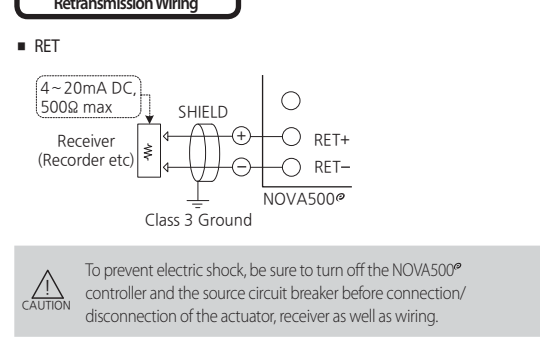 Retransmission Wiring
■ RET
4~20mA DC,
500Ω max
SHIELD
Receiver
(Recorder etc)
+
RET+
−
RET−
NOVA500e
Class 3 Ground
CAUTION
To prevent electric shock, be sure to turn off the NOVA500e
controller and the source circuit breaker before connection/
disconnection of the actuator, receiver as well as wiring.